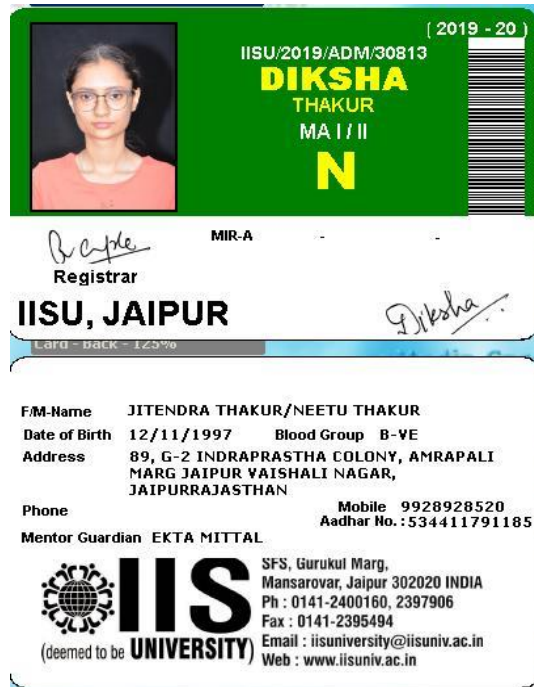 ( 2019 - 20 )
IISU/2019/ADM/30813
DIKSHA
THAKUR
MA I / II
N
MIR-A - -
Registrar
IISU, JAIPUR
Diksha
Card - Back - 125%
F/M-Name JITENDRA THAKUR/NEETU THAKUR
Date of Birth 12/11/1997 Blood Group B-VE
Address 89, G-2 INDRAPRASTHA COLONY, AMRAPALI
MARG JAIPUR VAISHALI NAGAR,
JAIPURRAJASTHAN
Phone Mobile 9928928520
Aadhar No. :534411791185
Mentor Guardian EKTA MITTAL
IIS
(deemed to be UNIVERSITY)
SFS, Gurukul Marg,
Mansarovar, Jaipur 302020 INDIA
Ph : 0141-2400160, 2397906
Fax : 0141-2395494
Email : iisuniversity@iisuniv.ac.in
Web : www.iisuniv.ac.in